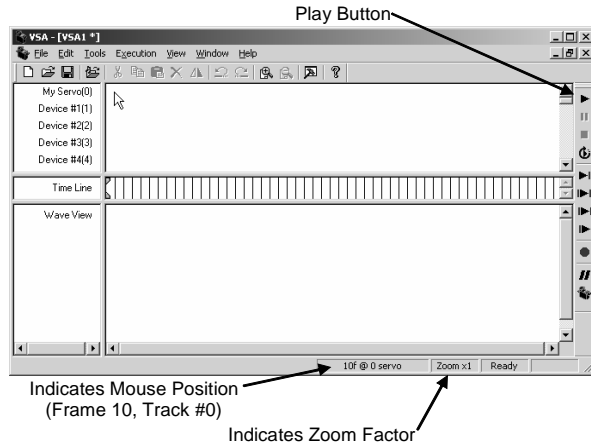 Play Button
VSA - [VSA1 *]
File Edit Tools Execution View Window Help
My Servo(0)
Device #1(1)
Device #2(2)
Device #3(3)
Device #4(4)
Time Line
Wave View
10f @ 0 servo Zoom x1 Ready
Indicates Mouse Position
(Frame 10, Track #0)
Indicates Zoom Factor